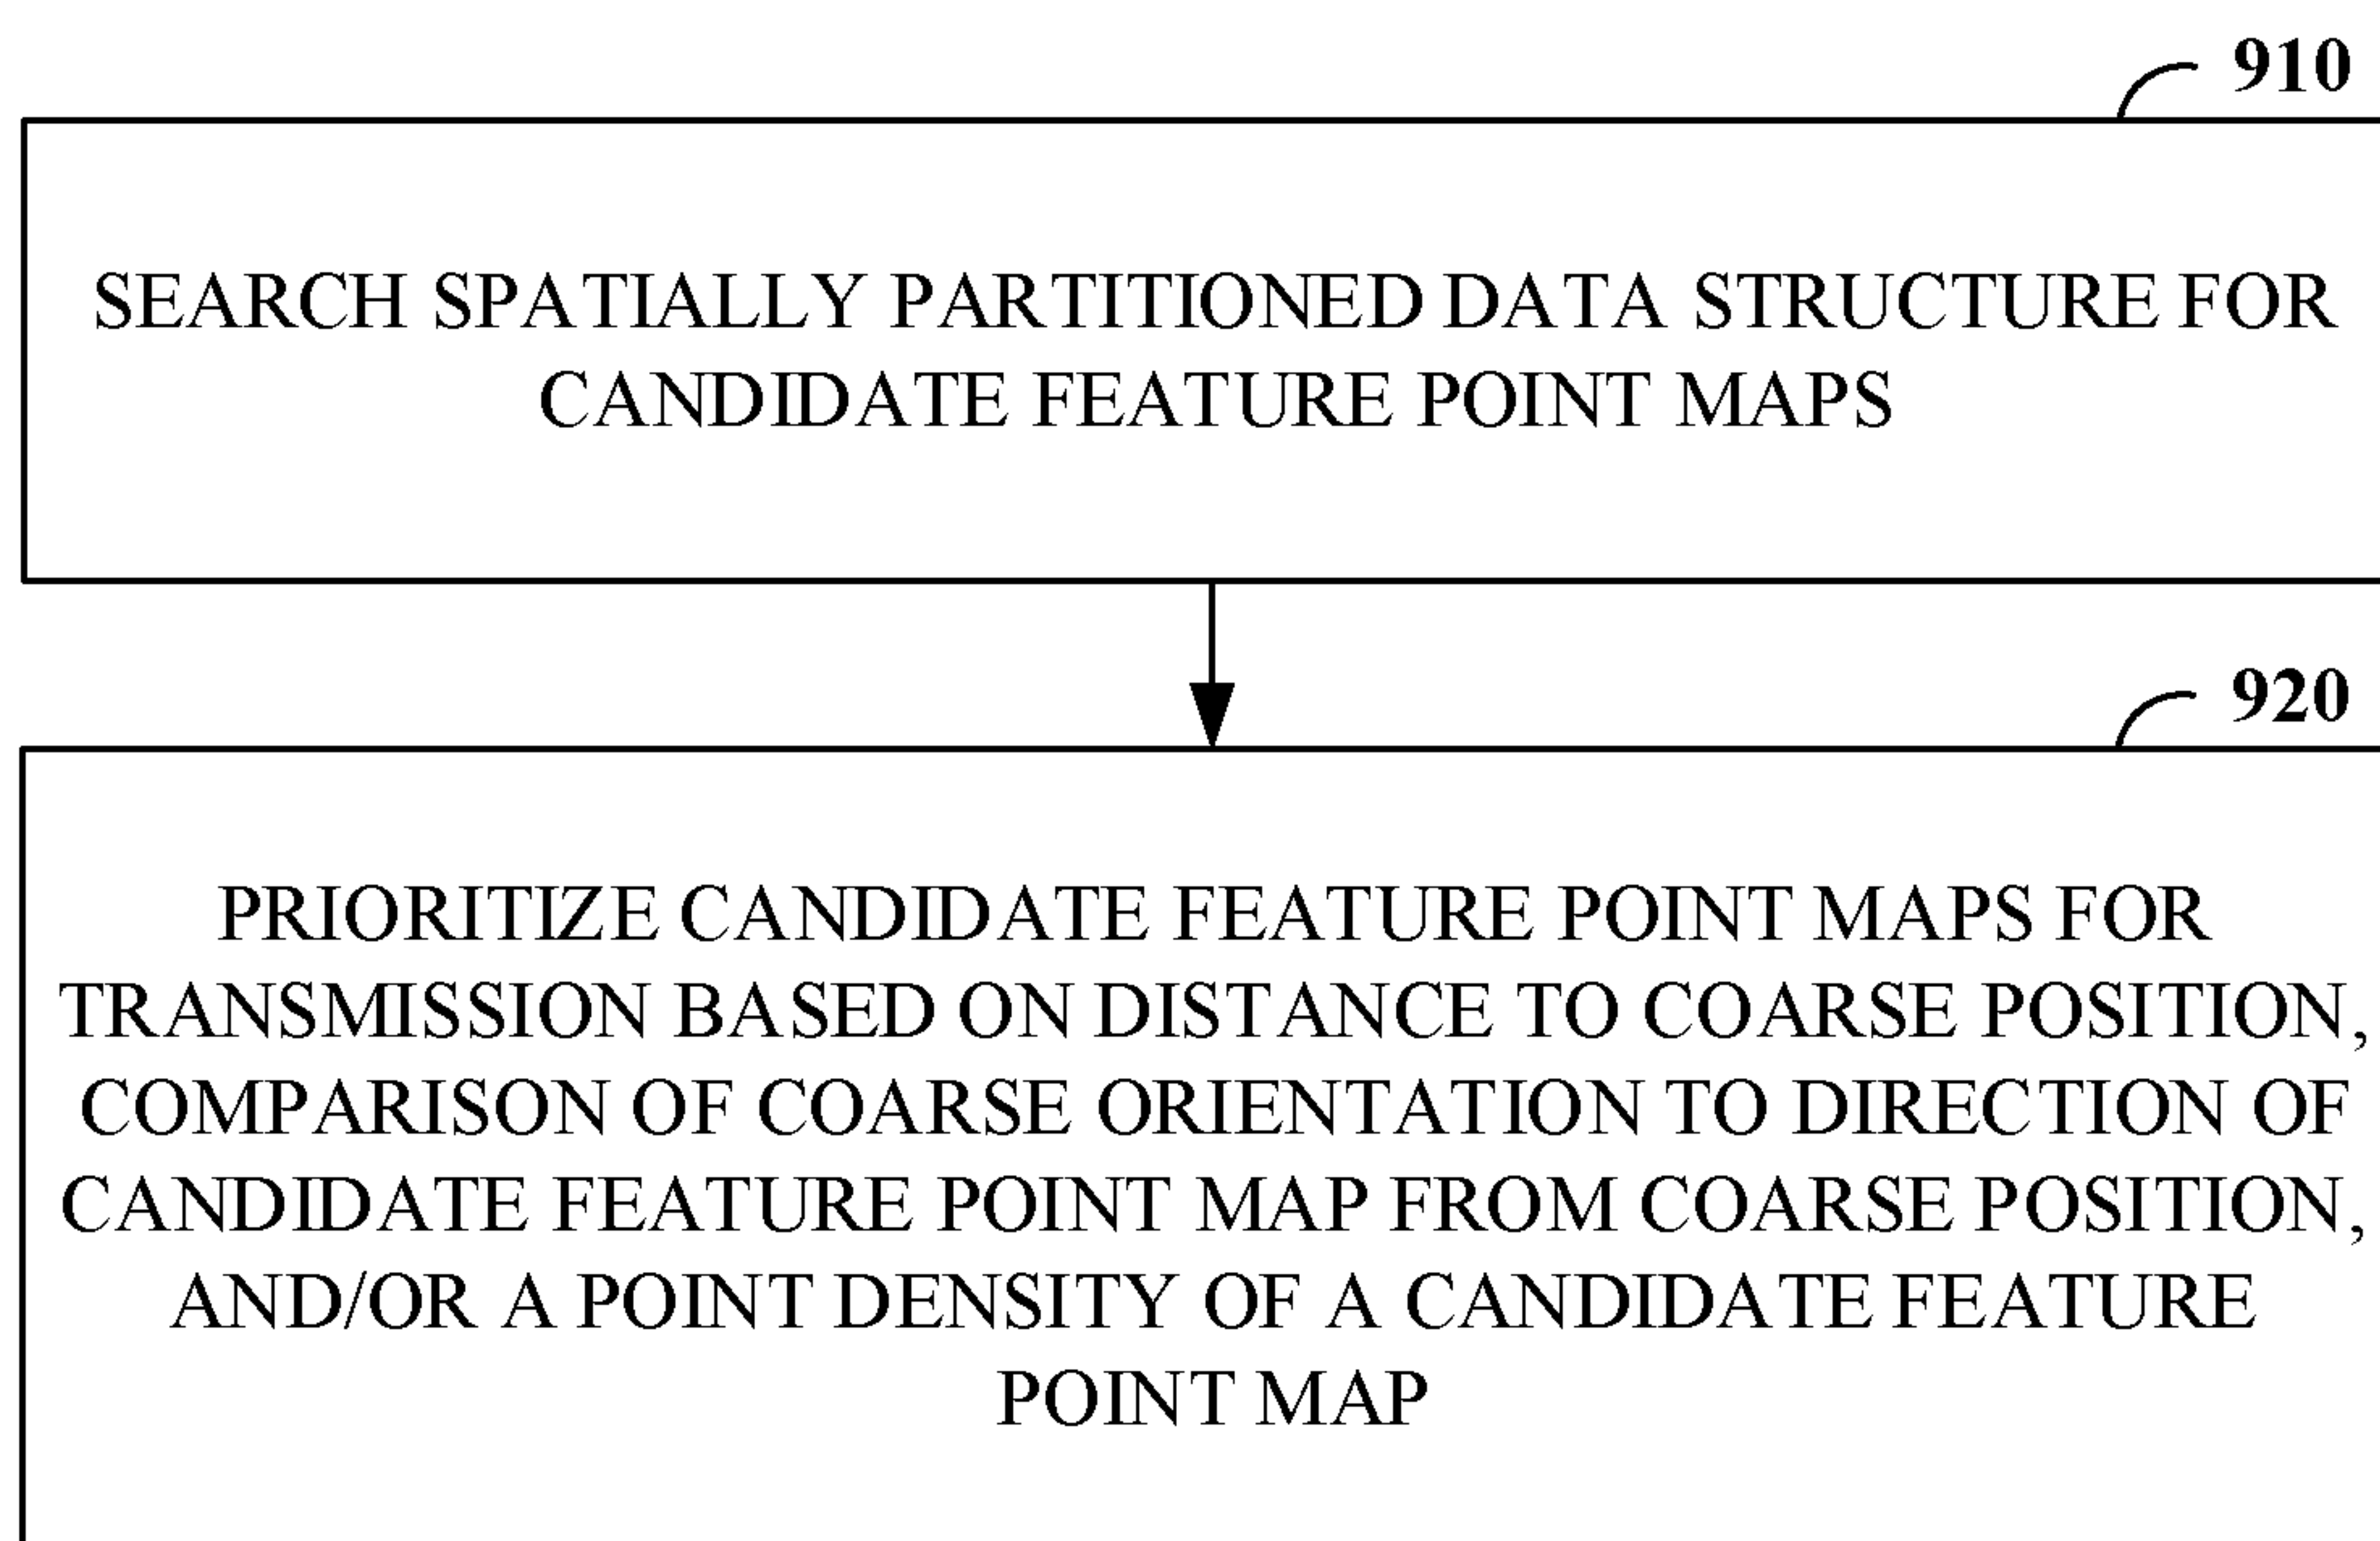 910
SEARCH SPATIALLY PARTITIONED DATA STRUCTURE FOR
CANDIDATE FEATURE POINT MAPS
920
PRIORITIZE CANDIDATE FEATURE POINT MAPS FOR
TRANSMISSION BASED ON DISTANCE TO COARSE POSITION,
COMPARISON OF COARSE ORIENTATION TO DIRECTION OF
CANDIDATE FEATURE POINT MAP FROM COARSE POSITION,
AND/OR A POINT DENSITY OF A CANDIDATE FEATURE
POINT MAP